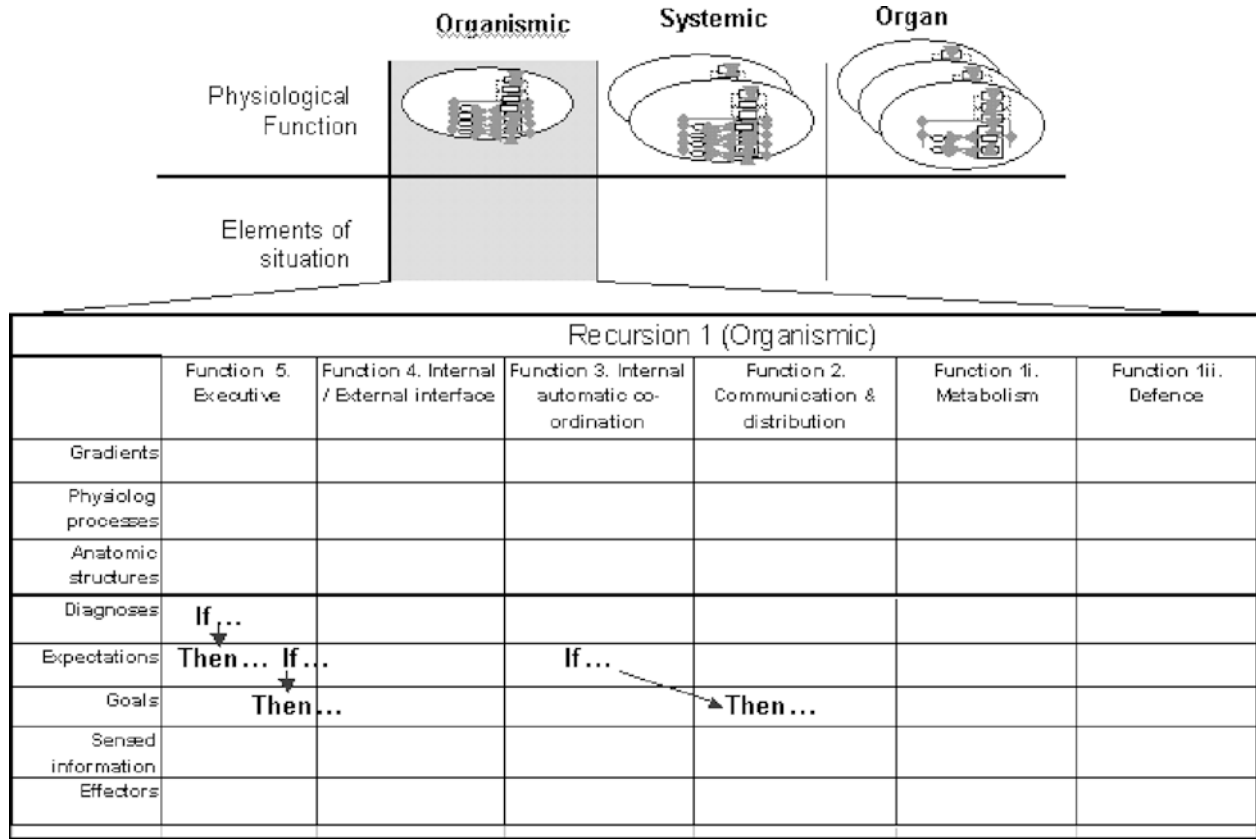 Organismic
Systemic
Organ
Physiological
Function
Elements of
situation
Recursion 1 (Organismic)
Function 5.
Executive
Function 4. Internal
/ External interface
Function 3. Internal
automatic co-
ordination
Function 2.
Communication &
distribution
Function 1i.
Metabolism
Function 1ii.
Defence
Gradients
Physiolog
processes
Anatomic
structures
Diagnoses
If ...
Expectations
Then ... If ...
If ...
Goals
Then ...
Then ...
Sensed
information
Effectors